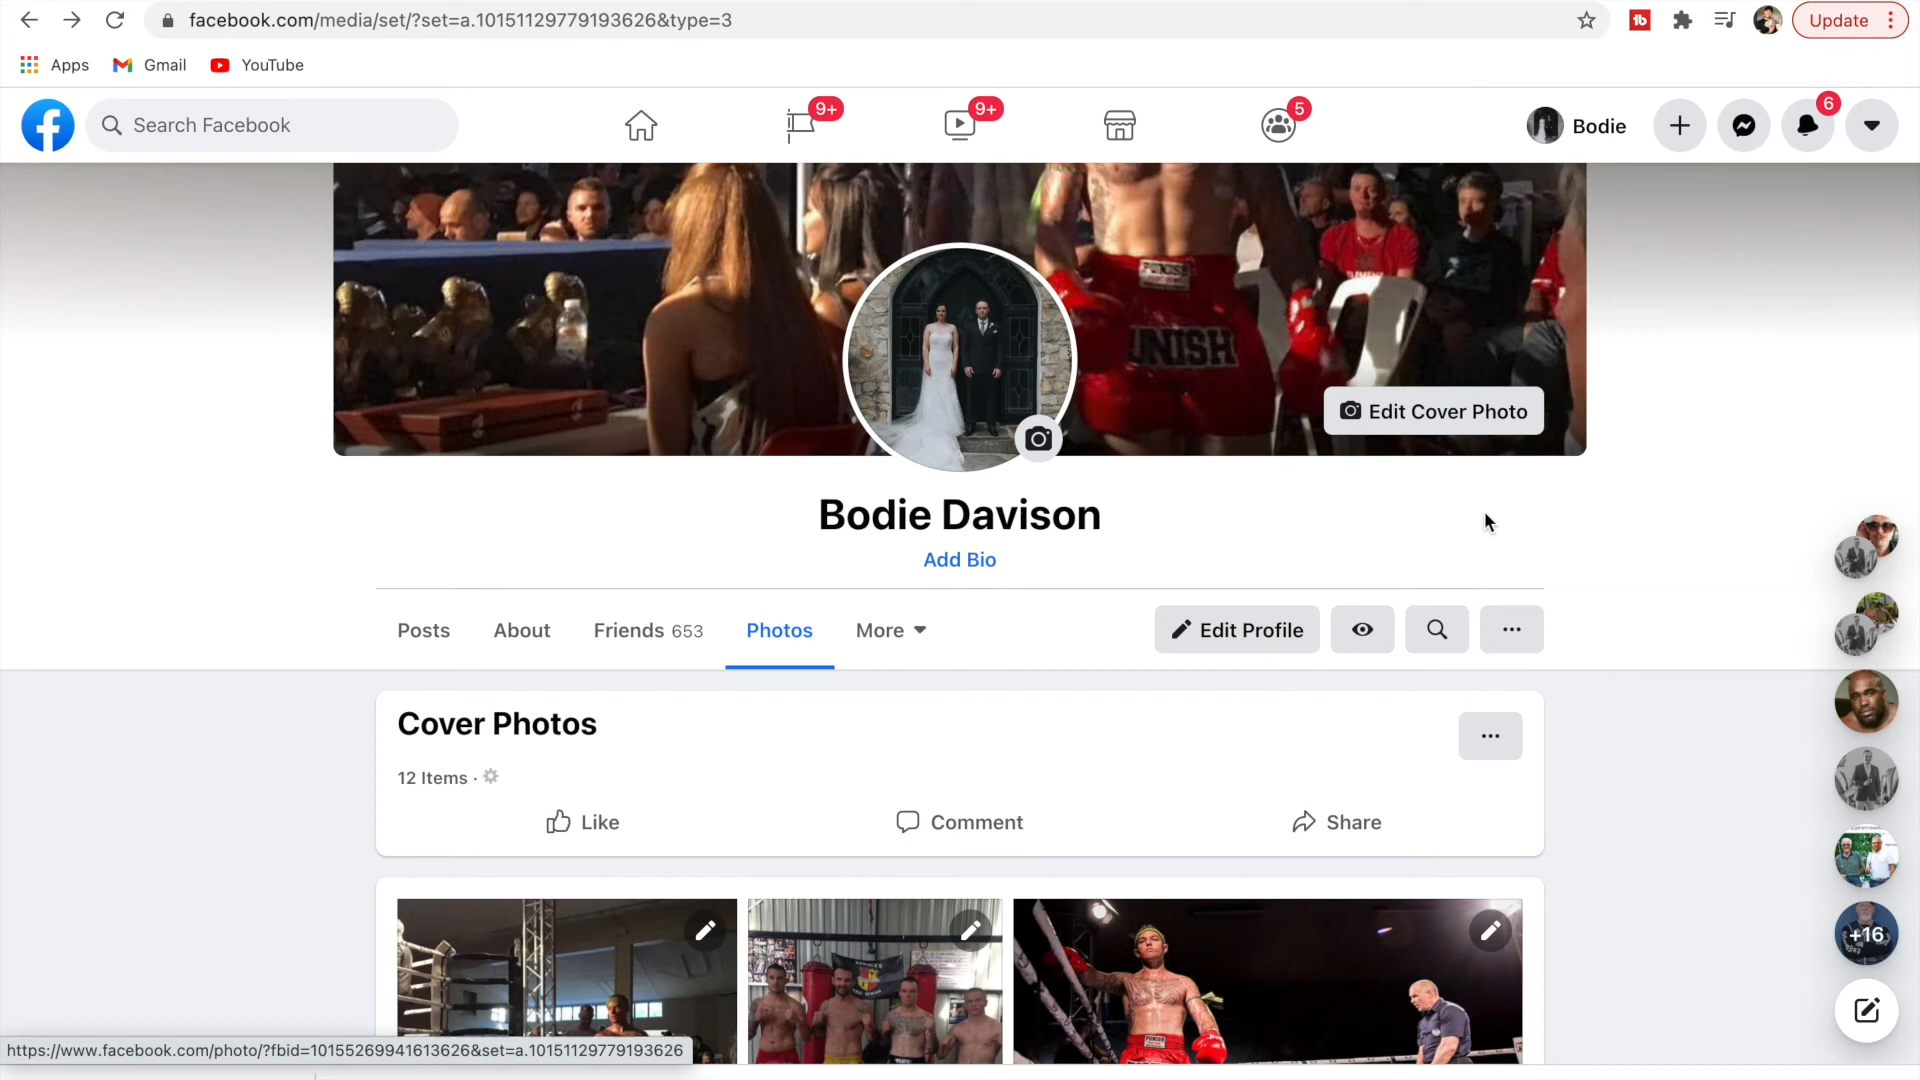 facebook.com/media/set/?set=a.10151129779193626&type=3
Update
Apps
Gmail
YouTube
Search Facebook
9+
9+
5
Bodie
6
PUNISH
UNISH
Edit Cover Photo
Bodie Davison
Add Bio
Posts
About
Friends 653
Photos
More
Edit Profile
Cover Photos
12 Items ·
Like
Comment
Share
+16
https://www.facebook.com/photo/?fbid=10155269941613626&set=a.10151129779193626